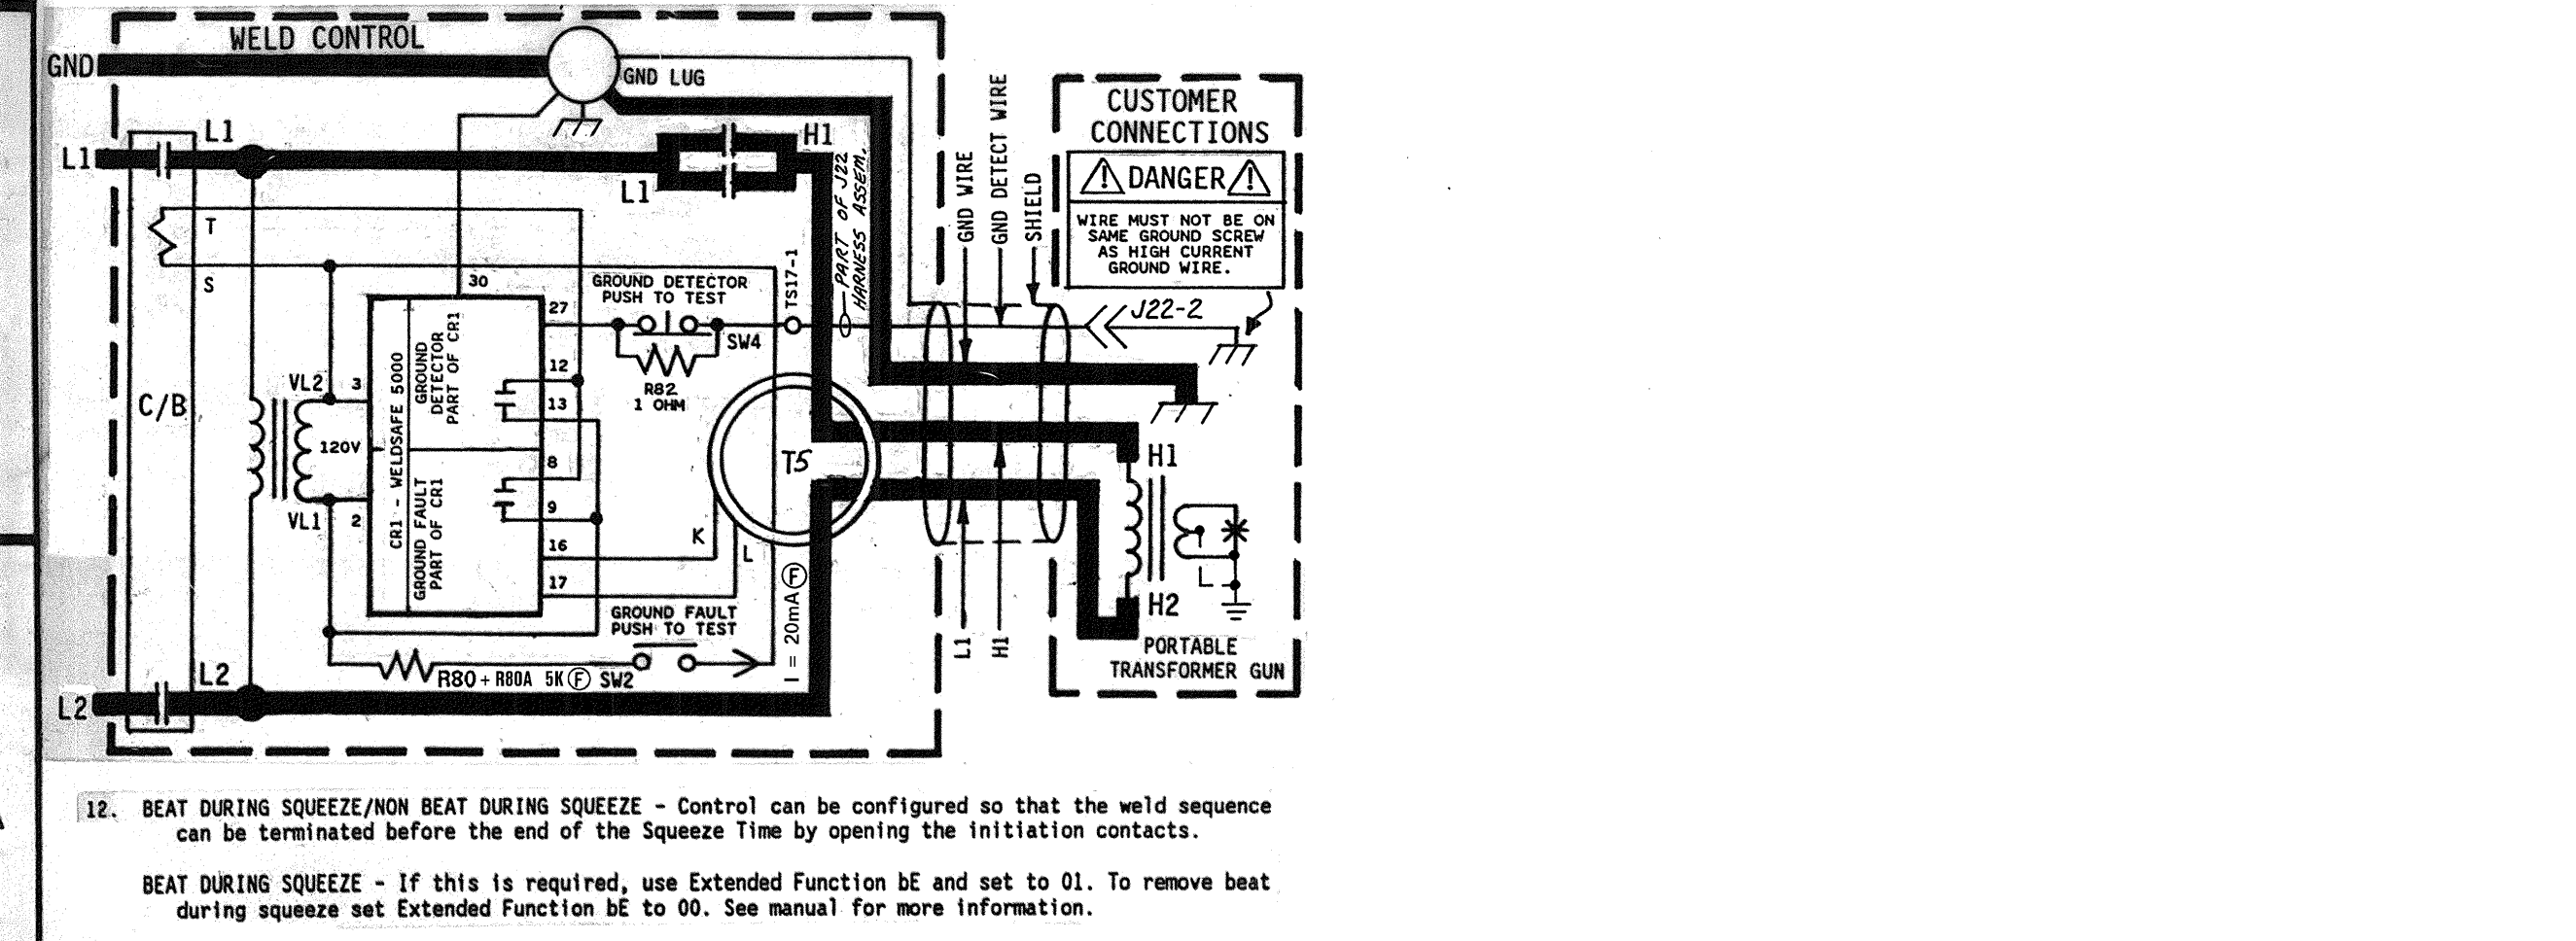 WELD CONTROL
GND
GND LUG
L1
L1
H1
L1
PART OF J22
HARNESS ASSEM.
GND WIRE
GND DETECT WIRE
SHIELD
CUSTOMER
CONNECTIONS
DANGER
WIRE MUST NOT BE ON
SAME GROUND SCREW
AS HIGH CURRENT
GROUND WIRE.
T
S
30
27
GROUND DETECTOR
PUSH TO TEST
TS17-1
J22-2
SW4
R82
1 OHM
12
13
VL2
3
C/B
120V
CR1 - WELDSAFE 5000
GROUND
DETECTOR
PART OF CR1
GROUND FAULT
PART OF CR1
8
9
VL1
2
16
17
T5
K
L
H1
H2
GROUND FAULT
PUSH TO TEST
I = 20mA F
L1
H1
PORTABLE
TRANSFORMER GUN
R80 + R80A 5K F SW2
L2
L2
12. BEAT DURING SQUEEZE/NON BEAT DURING SQUEEZE - Control can be configured so that the weld sequence
can be terminated before the end of the Squeeze Time by opening the initiation contacts.
BEAT DURING SQUEEZE - If this is required, use Extended Function bE and set to 01. To remove beat
during squeeze set Extended Function bE to 00. See manual for more information.